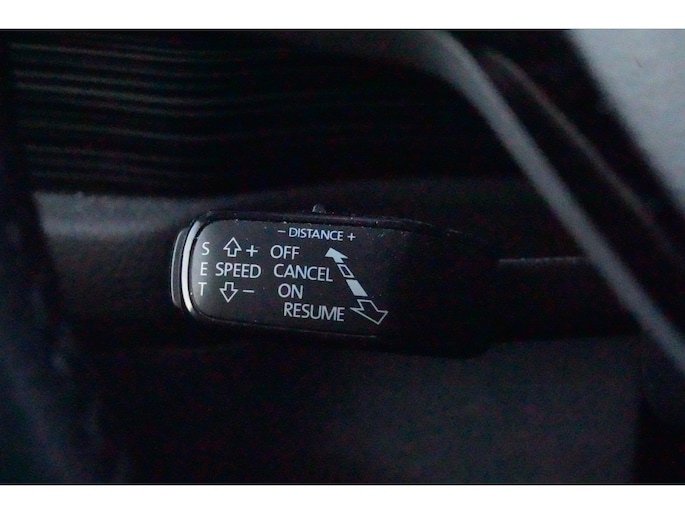 – DISTANCE +
S + OFF
E SPEED CANCEL
T – ON
RESUME